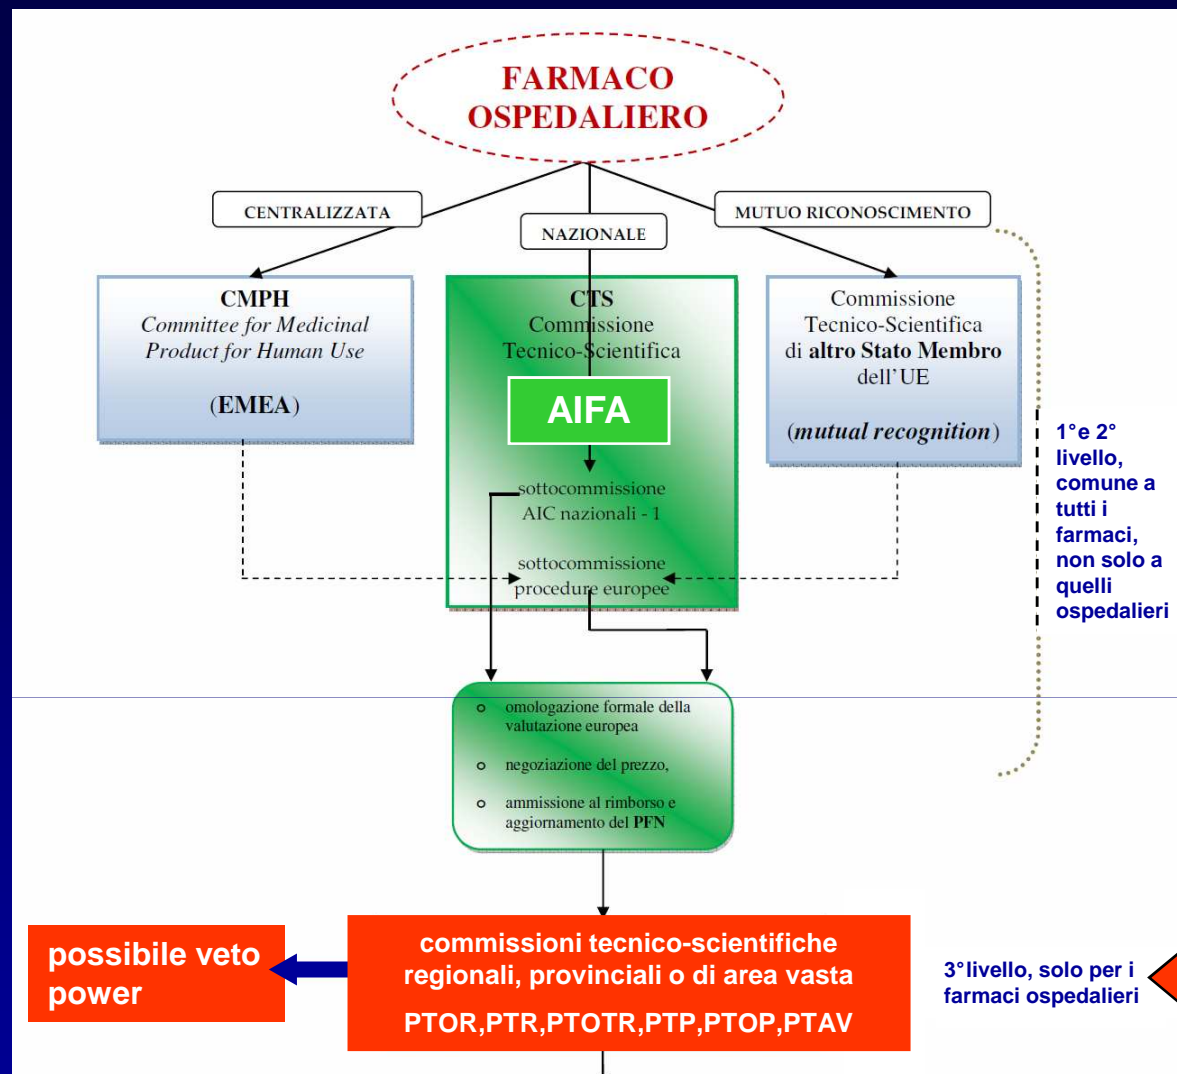 FARMACO
OSPEDALIERO
CENTRALIZZATA
NAZIONALE
MUTUO RICONOSCIMENTO
CMPH
Committee for Medicinal
Product for Human Use
(EMEA)
CTS
Commissione
Tecnico-Scientifica
AIFA
sottocommissione
AIC nazionali - 1
sottocommissione
procedure europee
Commissione
Tecnico-Scientifica
di altro Stato Membro
dell'UE
(mutual recognition)
1° e 2°
livello,
comune a
tutti i
farmaci,
non solo a
quelli
ospedalieri
o omologazione formale della
valutazione europea
o negoziazione del prezzo,
o ammissione al rimborso e
aggiornamento del PFN
possibile veto
power
commissioni tecnico-scientifiche
regionali, provinciali o di area vasta
PTOR,PTR,PTOTR,PTP,PTOP,PTAV
3° livello, solo per i
farmaci ospedalieri